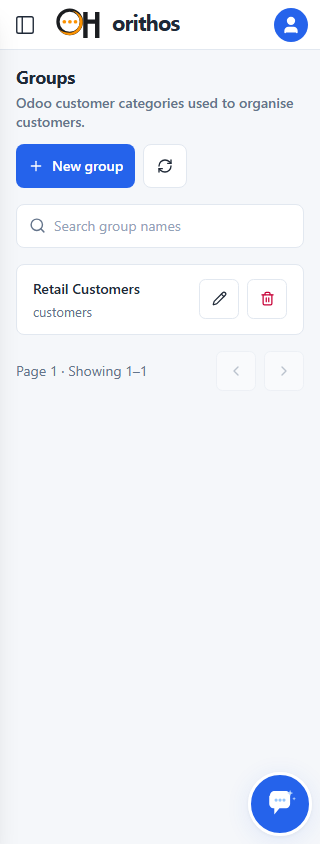 OH orithos
Groups
Odoo customer categories used to organise
customers.
New group
Search group names
Retail Customers
customers
Page 1 · Showing 1–1